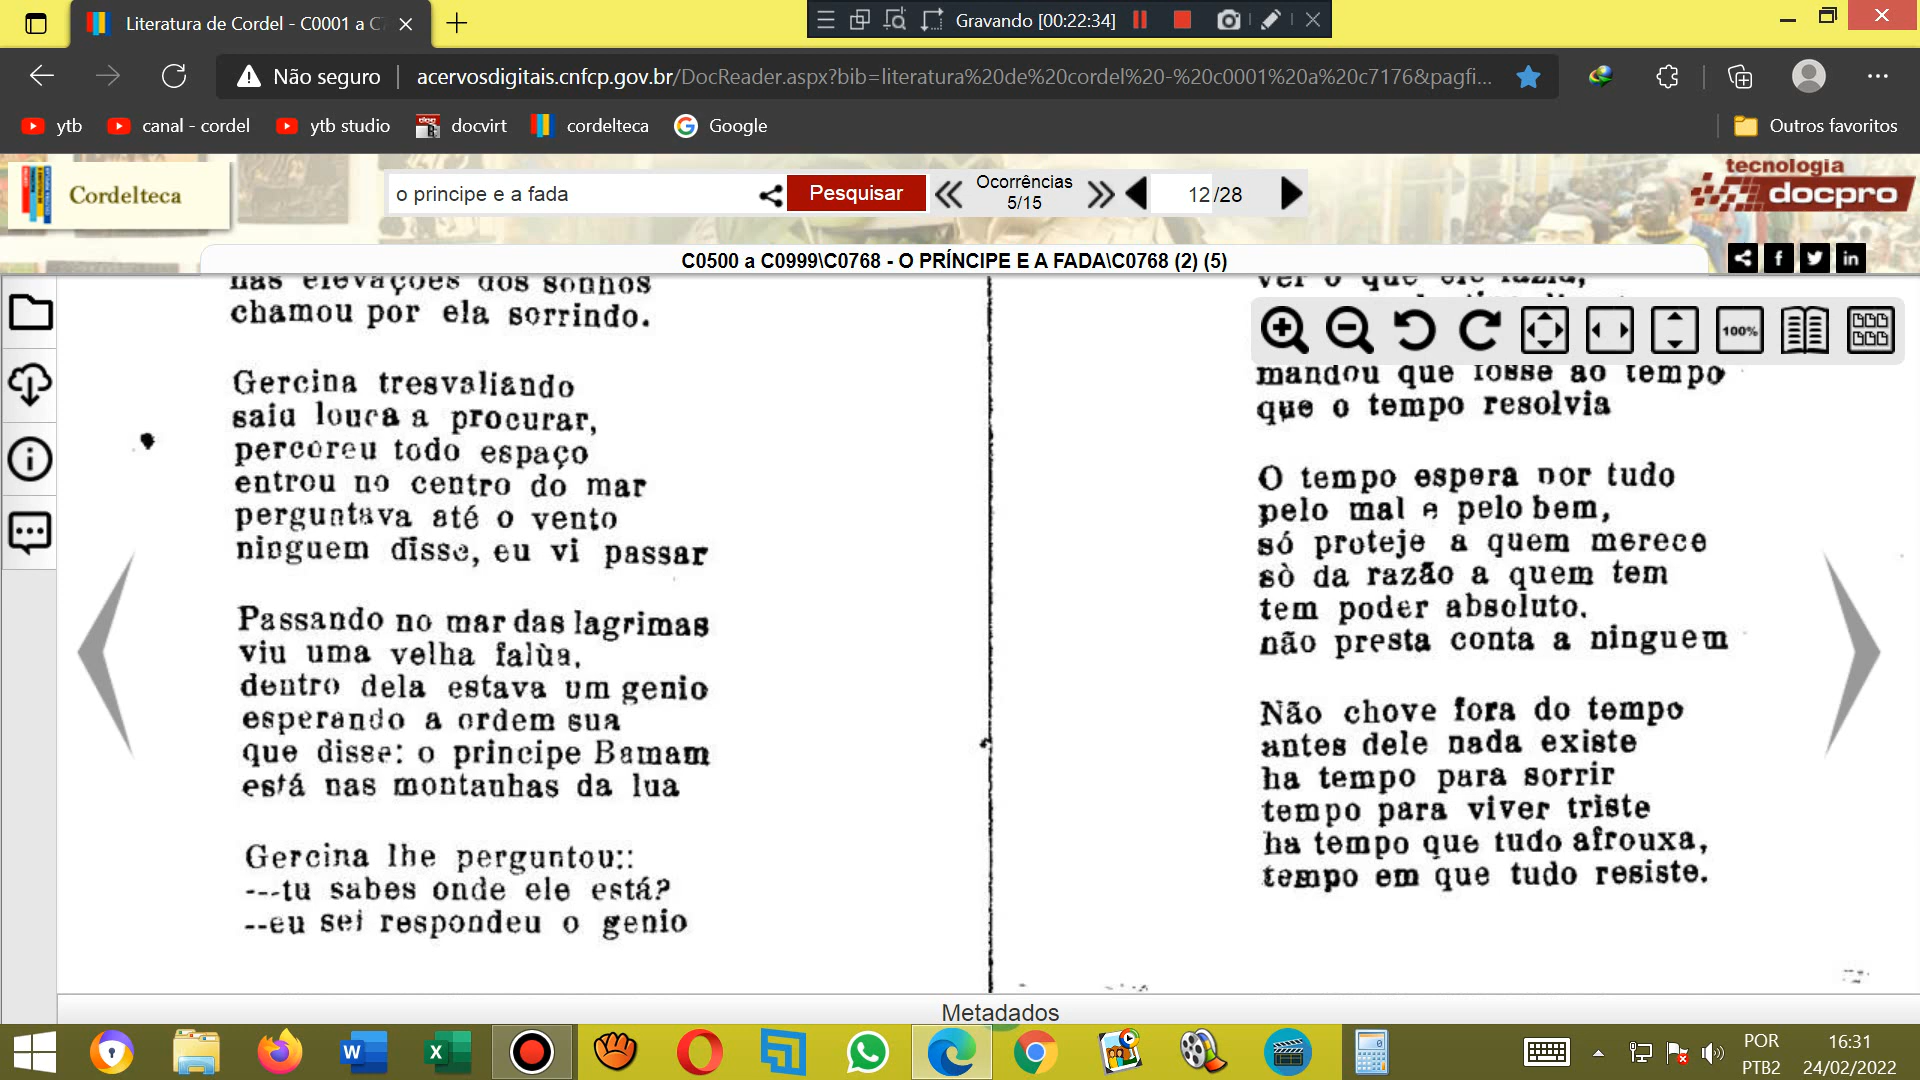 Literatura de Cordel - C0001 a C7
Gravando [00:22:34]
Não seguro
acervosdigitais.cnfcp.gov.br/DocReader.aspx?bib=literatura%20de%20cordel%20-%20c0001%20a%20c7176&pagfi...
ytb
canal - cordel
ytb studio
docvirt
cordelteca
Google
Outros favoritos
Cordelteca
o principe e a fada
Pesquisar
Ocorrências
5/15
12 /28
tecnologia
docpro
C0500 a C0999\C0768 - O PRÍNCIPE E A FADA\C0768 (2) (5)
100%
nas elevações dos sonhos
chamou por ela sorrindo.
Gercina tresvaliando
saiu louca a procurar,
percoreu todo espaço
entrou no centro do mar
perguntava até o vento
ninguem disse, eu vi passar
Passando no mar das lagrimas
viu uma velha falùa.
dentro dela estava um genio
esperando a ordem sua
que disse: o principe Bamam
está nas montanhas da lua
Gercina lhe perguntou::
---tu sabes onde ele está?
--eu sei respondeu o genio
ver o que ele fazia,
mandou que fosse ao tempo
que o tempo resolvia
O tempo espera por tudo
pelo mal e pelo bem,
só proteje a quem merece
sò da razão a quem tem
tem poder absoluto.
não presta conta a ninguem
Não chove fora do tempo
antes dele nada existe
ha tempo para sorrir
tempo para viver triste
ha tempo que tudo afrouxa,
tempo em que tudo resiste.
Metadados
POR
PTB2
16:31
24/02/2022